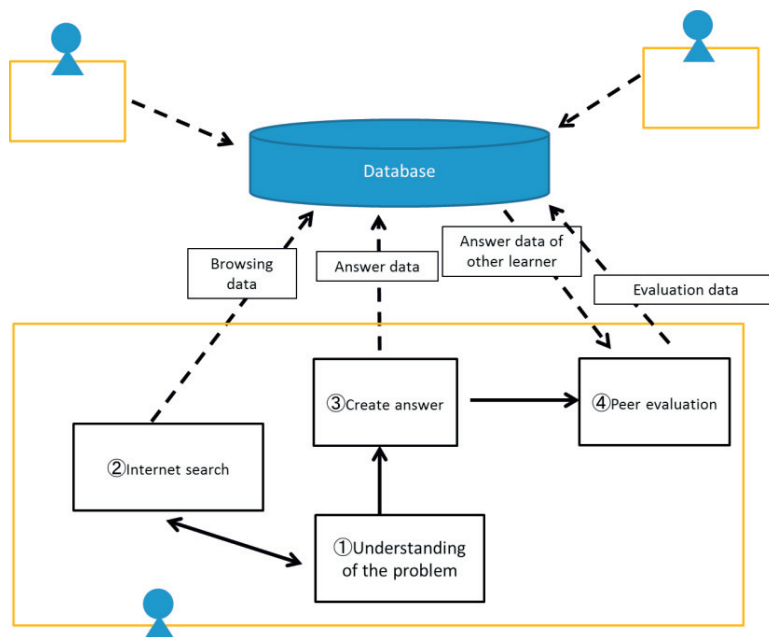 Database
Browsing
data
Answer data
Answer data of
other learner
Evaluation data
③Create answer
④Peer evaluation
②Internet search
①Understanding
of the problem